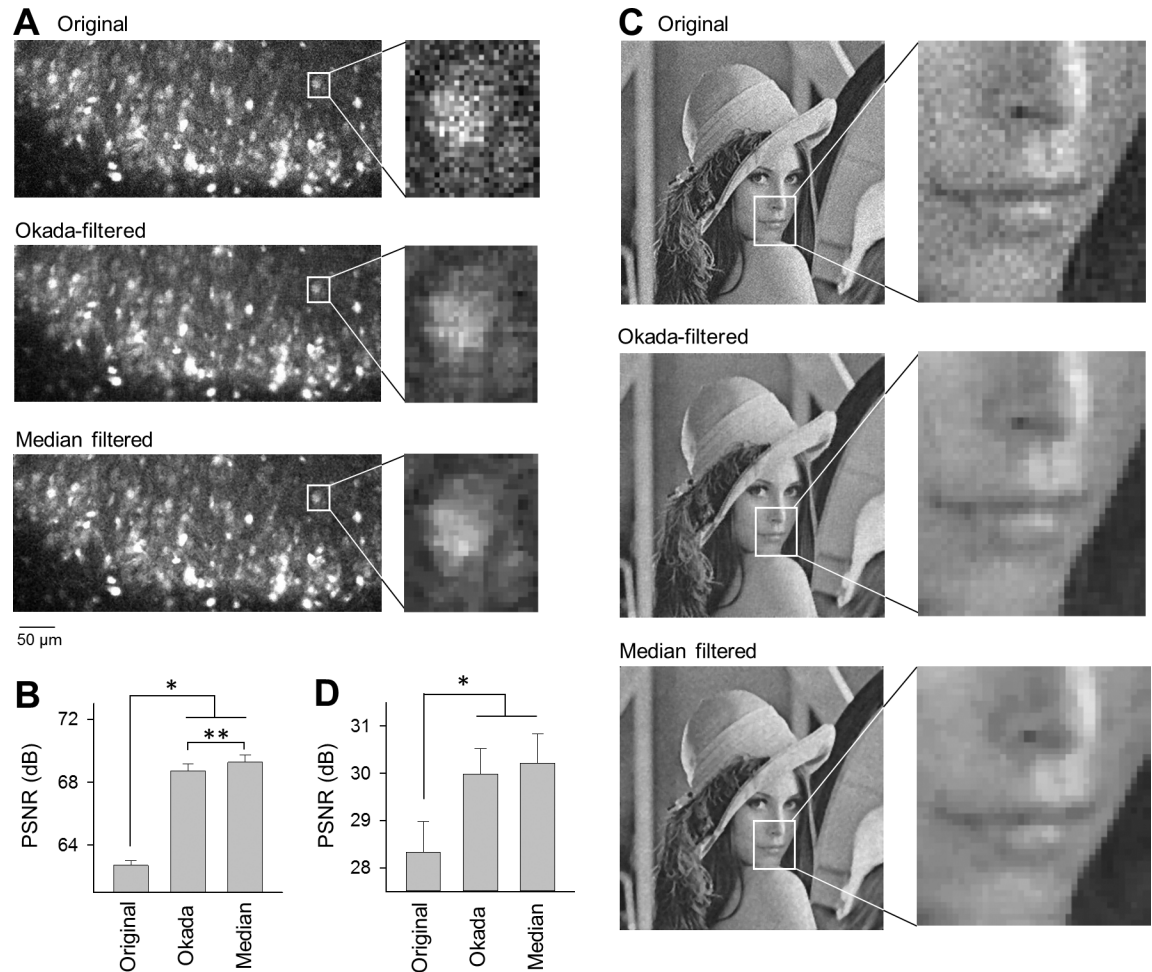 A Original
Okada-filtered
Median filtered
50 µm
B
*
**
72
68
64
PSNR (dB)
Original
Okada
Median
D
*
31
30
29
28
PSNR (dB)
Original
Okada
Median
C Original
Okada-filtered
Median filtered